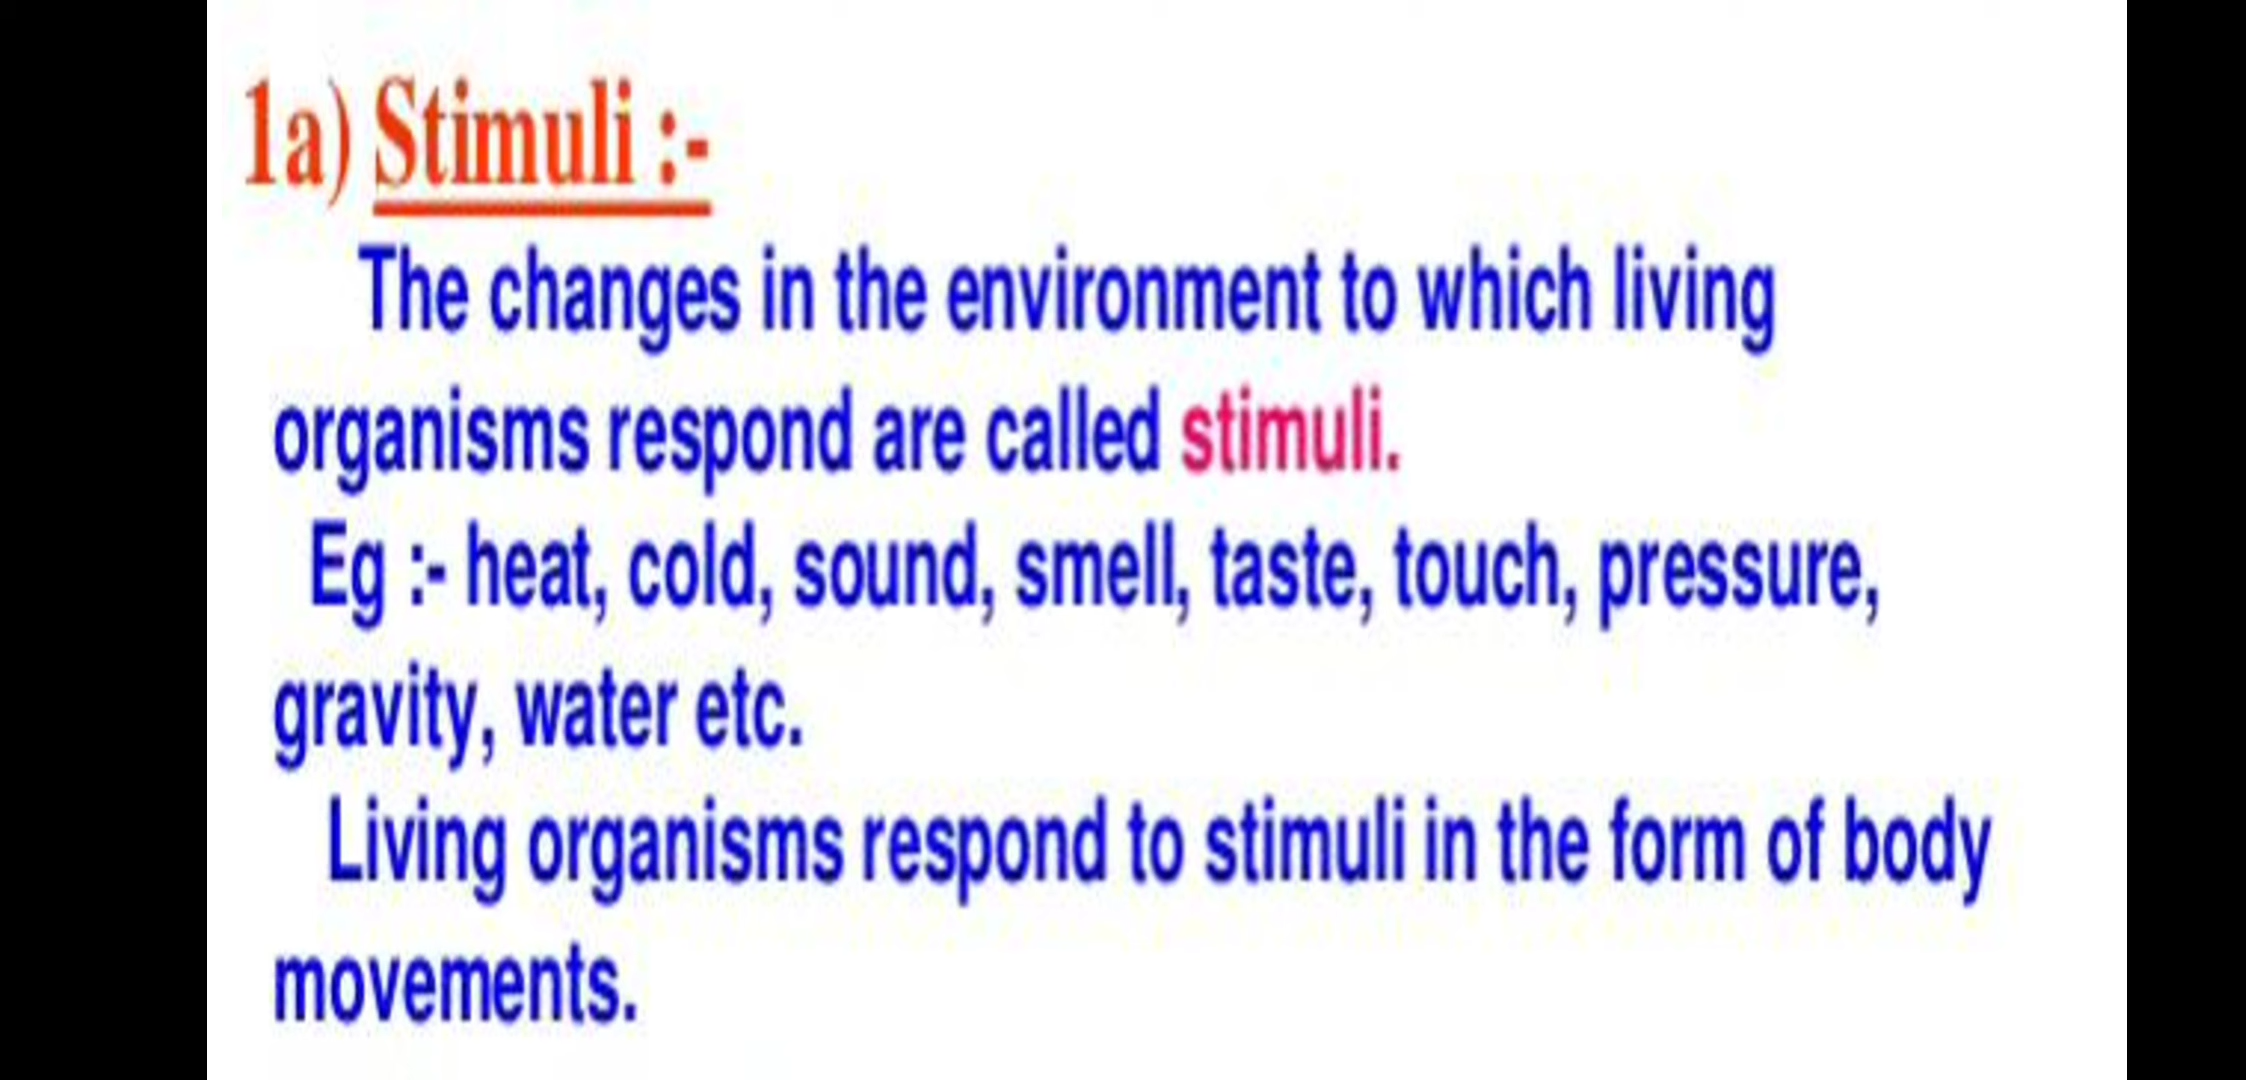 1a) Stimuli :-
The changes in the environment to which living
organisms respond are called stimuli.
Eg :- heat, cold, sound, smell, taste, touch, pressure,
gravity, water etc.
Living organisms respond to stimuli in the form of body
movements.